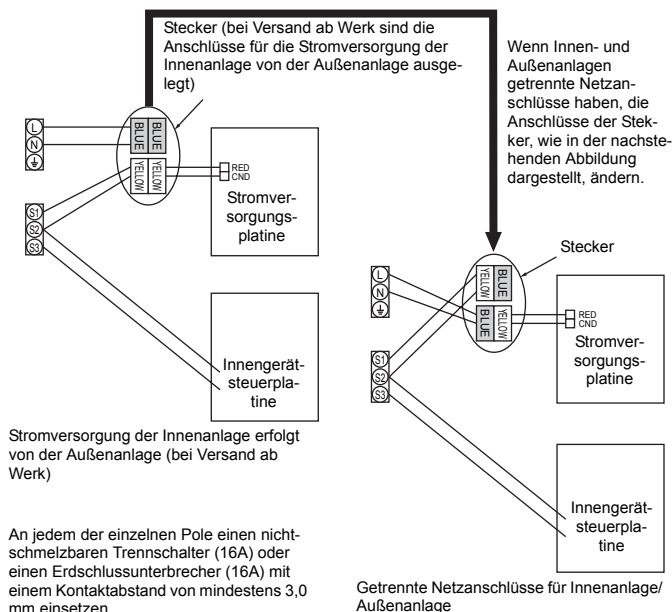 Stecker (bei Versand ab Werk sind die
Anschlüsse für die Stromversorgung der
Innenanlage von der Außenanlage ausge-
legt)
Wenn Innen- und
Außenanlagen
getrennte Netzan-
schlüsse haben, die
Anschlüsse der Stek-
ker, wie in der nachste-
henden Abbildung
dargestellt, ändern.
L
N
BLUE
BLUE
YELLOW
YELLOW
RED
CND
S1
S2
S3
Stromver-
sorgungs-
platine
Innengerät-
steuerpla-
tine
Stromversorgung der Innenanlage erfolgt
von der Außenanlage (bei Versand ab
Werk)
Stecker
L
N
YELLOW
BLUE
BLUE
YELLOW
RED
CND
S1
S2
S3
Stromver-
sorgungs-
platine
Innengerät-
steuerpla-
tine
An jedem der einzelnen Pole einen nicht-
schmelzbaren Trennschalter (16A) oder
einen Erdschlussunterbrecher (16A) mit
einem Kontaktabstand von mindestens 3,0
mm einsetzen
Getrennte Netzanschlüsse für Innenanlage/
Außenanlage